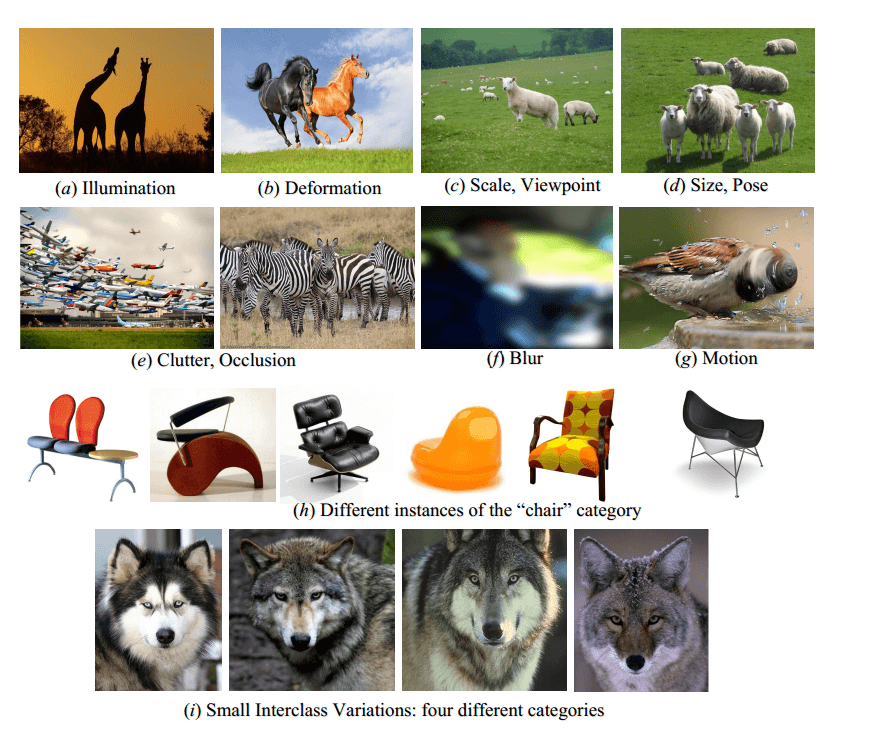 (a) Illumination
(b) Deformation
(c) Scale, Viewpoint
(d) Size, Pose
(e) Clutter, Occlusion
(f) Blur
(g) Motion
(h) Different instances of the “chair” category
(i) Small Interclass Variations: four different categories